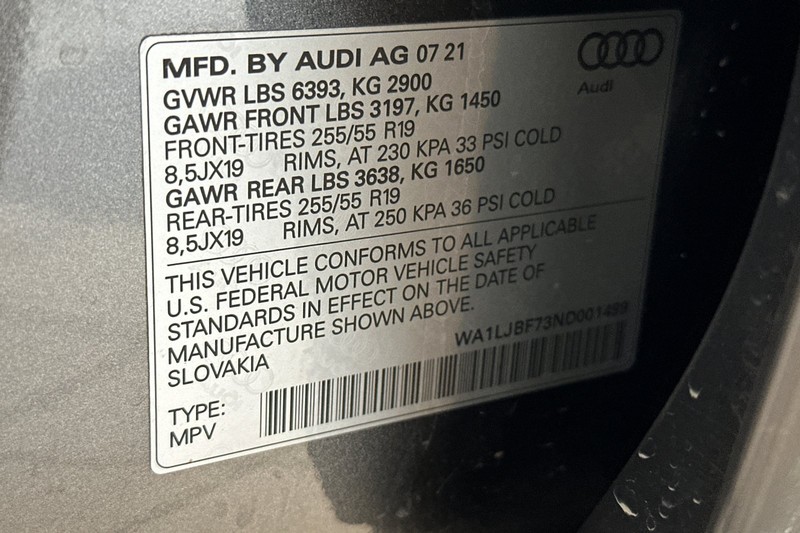 MFD. BY AUDI AG 07 21
Audi
GVWR LBS 6393, KG 2900
GAWR FRONT LBS 3197, KG 1450
FRONT-TIRES 255/55 R19
8,5JX19 RIMS, AT 230 KPA 33 PSI COLD
GAWR REAR LBS 3638, KG 1650
REAR-TIRES 255/55 R19
8,5JX19 RIMS, AT 250 KPA 36 PSI COLD
THIS VEHICLE CONFORMS TO ALL APPLICABLE
U.S. FEDERAL MOTOR VEHICLE SAFETY
STANDARDS IN EFFECT ON THE DATE OF
MANUFACTURE SHOWN ABOVE.
WA1LJBF73ND001499
SLOVAKIA
TYPE:
MPV